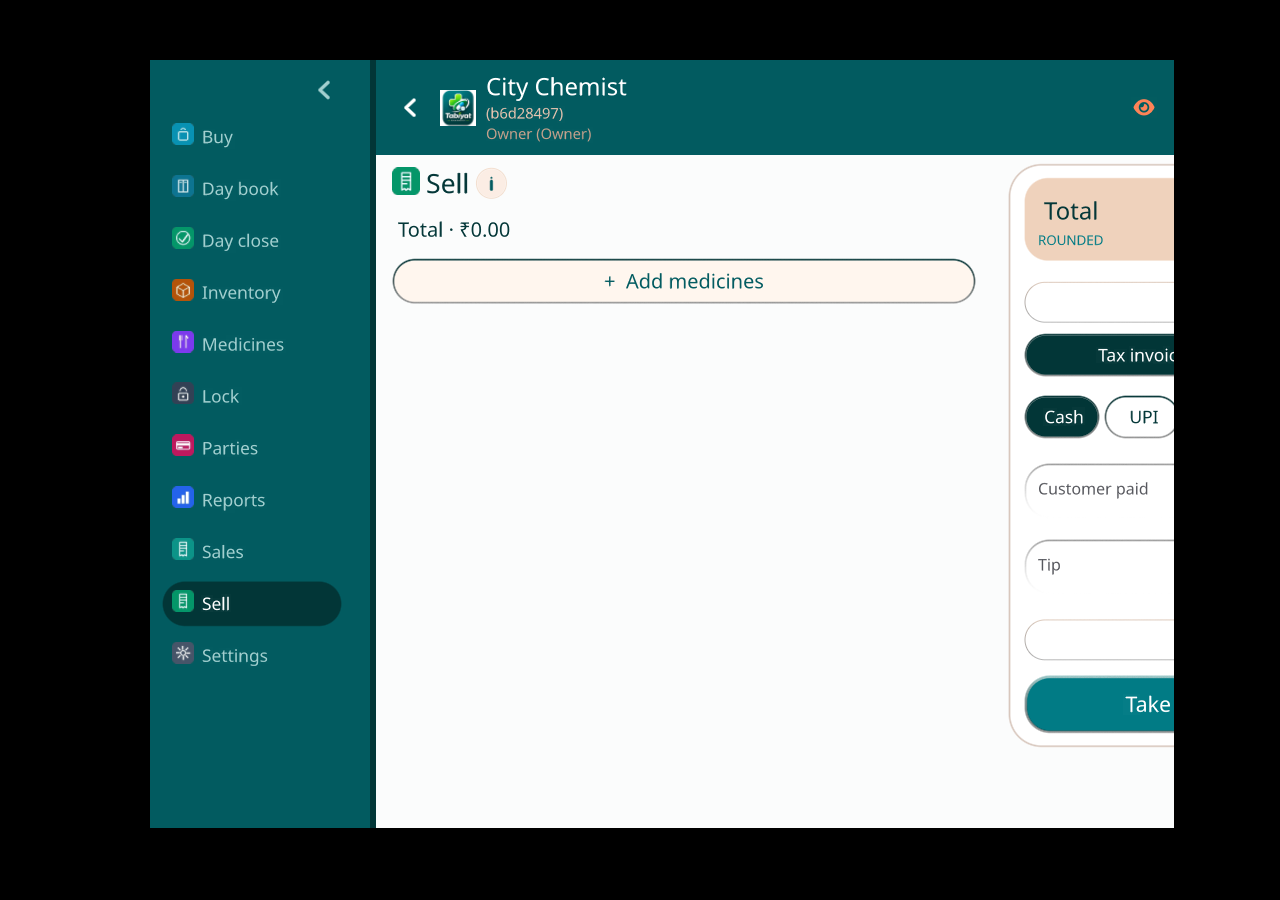 Buy
Day book
Day close
Inventory
Medicines
Lock
Parties
Reports
Sales
Sell
Settings
Tabiyat
City Chemist
(b6d28497)
Owner (Owner)
Sell i
Total · ₹0.00
+ Add medicines
Total
ROUNDED
Tax invoic
Cash UPI
Customer paid
Tip
Take